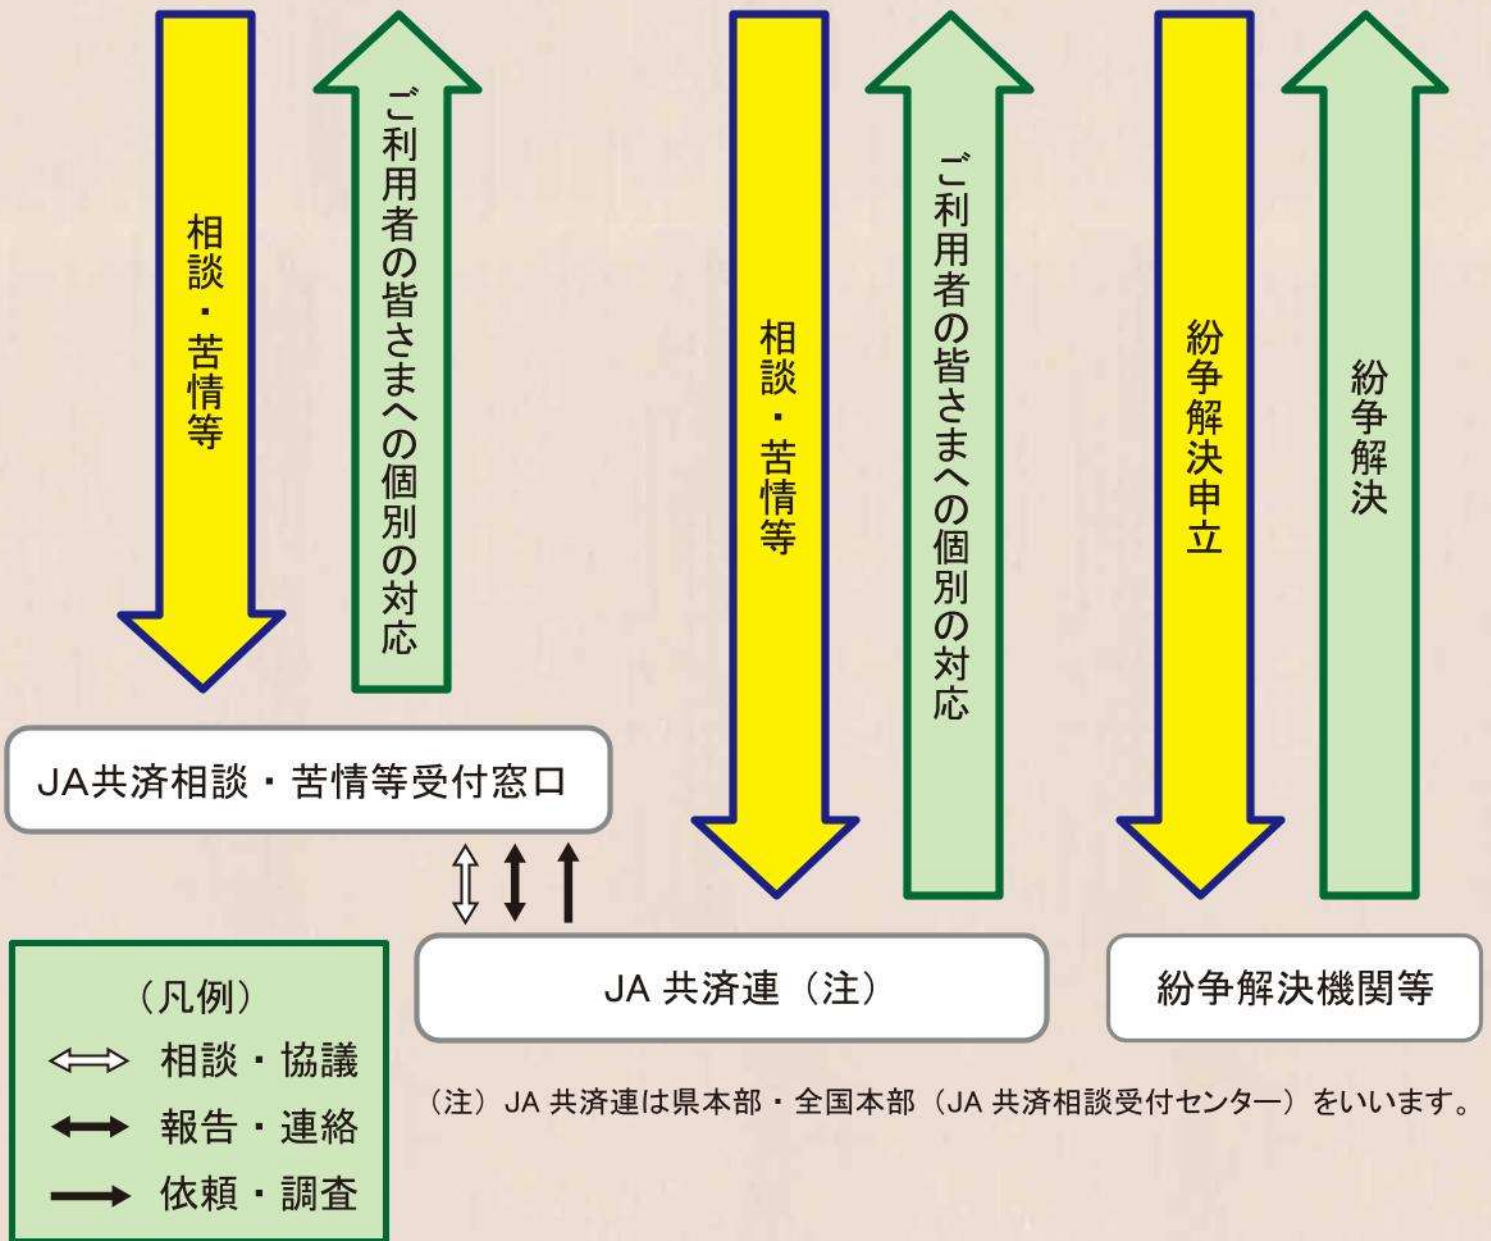 相談・苦情等
ご利用者の皆さまへの個別の対応
相談・苦情等
ご利用者の皆さまへの個別の対応
紛争解決申立
紛争解決
JA共済相談・苦情等受付窓口
JA 共済連（注）
紛争解決機関等
（凡例）
相談・協議
報告・連絡
依頼・調査
（注）JA 共済連は県本部・全国本部（JA 共済相談受付センター）をいいます。